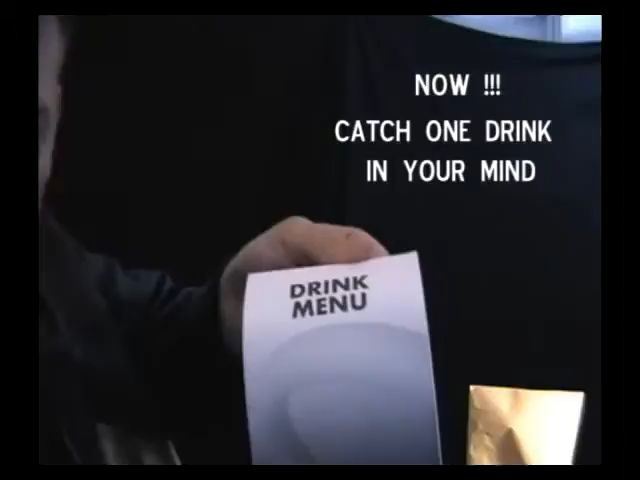 NOW !!!
CATCH ONE DRINK
IN YOUR MIND
DRINK
MENU